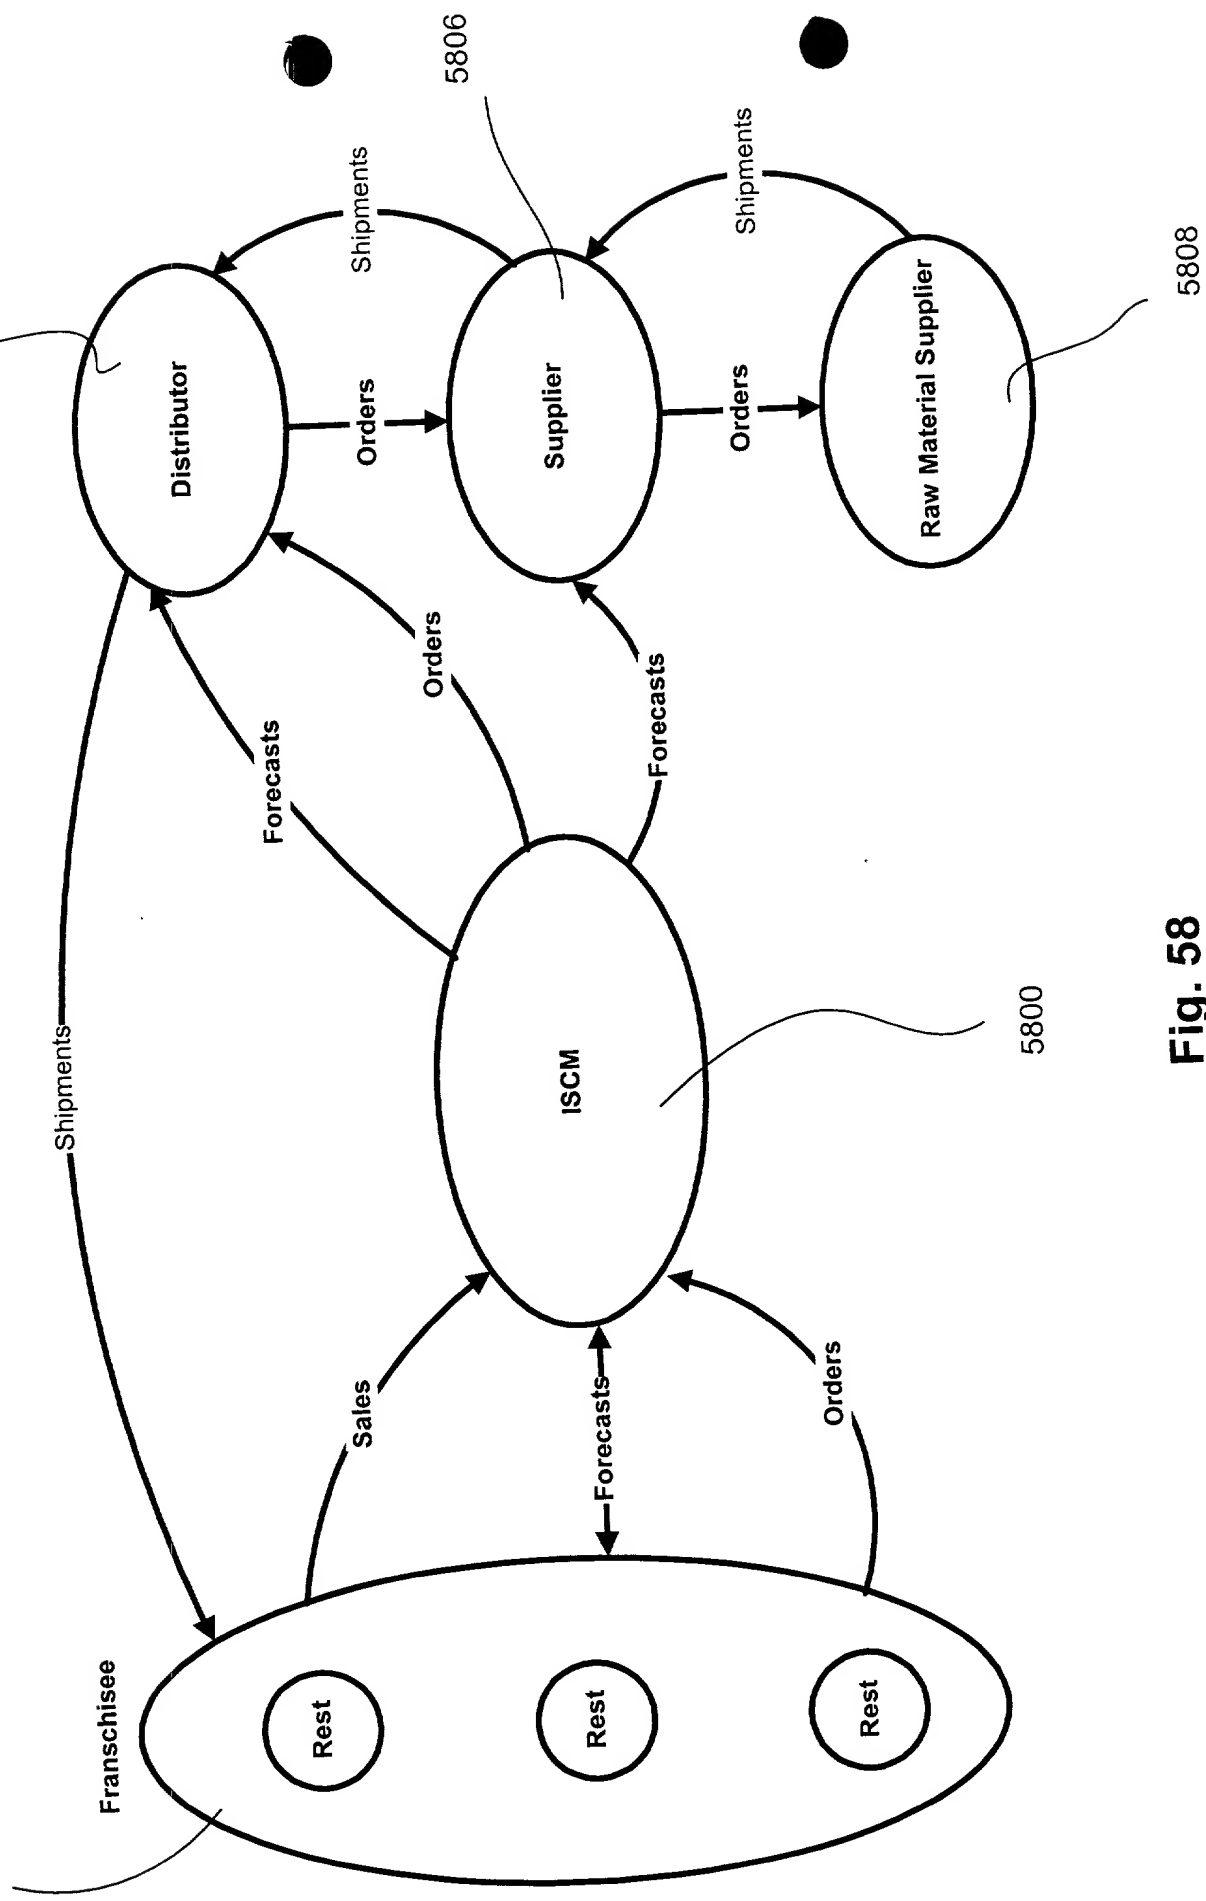 Shipments
Franschisee
Distributor
Forecasts
Rest
Sales
Orders
Shipments
Orders
5806
Rest
Forecasts
ISCM
Supplier
Forecasts
Orders
Shipments
Orders
Rest
Raw Material Supplier
5800
5808
Fig. 58